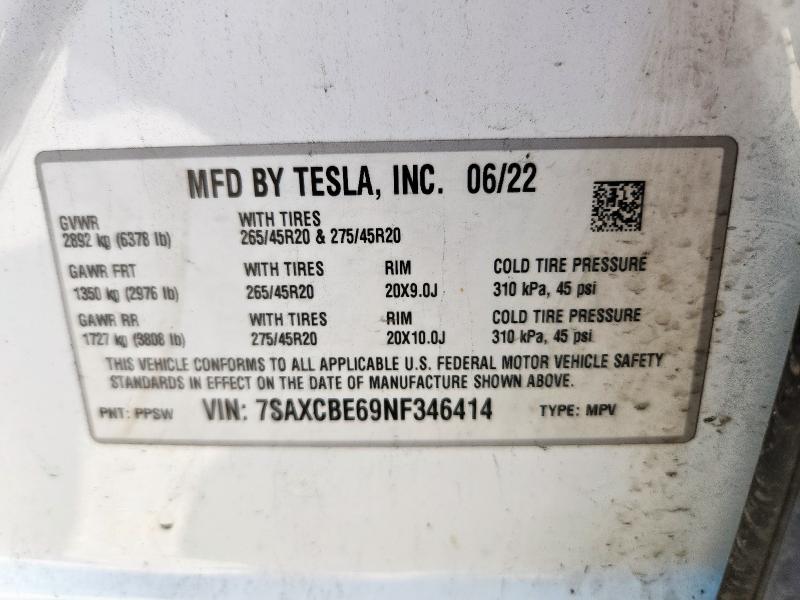 MFD BY TESLA, INC. 06/22
GVWR WITH TIRES
2892 kg (6378 lb) 265/45R20 & 275/45R20
GAWR FRT WITH TIRES RIM COLD TIRE PRESSURE
1350 kg (2976 lb) 265/45R20 20X9.0J 310 kPa, 45 psi
GAWR RR WITH TIRES RIM COLD TIRE PRESSURE
1727 kg (3808 lb) 275/45R20 20X10.0J 310 kPa, 45 psi
THIS VEHICLE CONFORMS TO ALL APPLICABLE U.S. FEDERAL MOTOR VEHICLE SAFETY
STANDARDS IN EFFECT ON THE DATE OF MANUFACTURE SHOWN ABOVE.
PNT: PPSW VIN: 7SAXCBE69NF346414 TYPE: MPV